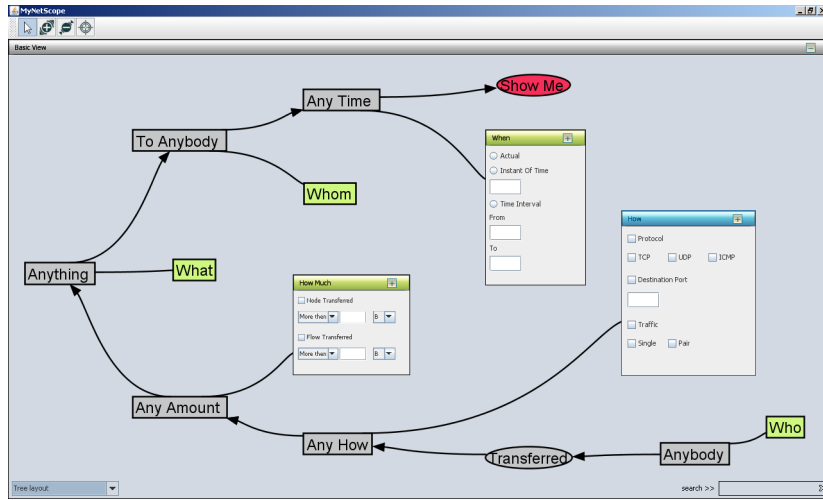 MyNetScope
Basic View
Show Me
Any Time
To Anybody
When
Actual
Instant Of Time
Time Interval
From
To
Whom
How
Protocol
TCP UDP ICMP
Destination Port
Traffic
Single Pair
Anything
What
How Much
Node Transferred
More then B
Flow Transferred
More then B
Any Amount
Any How
Transferred
Anybody
Who
Tree layout
search >>